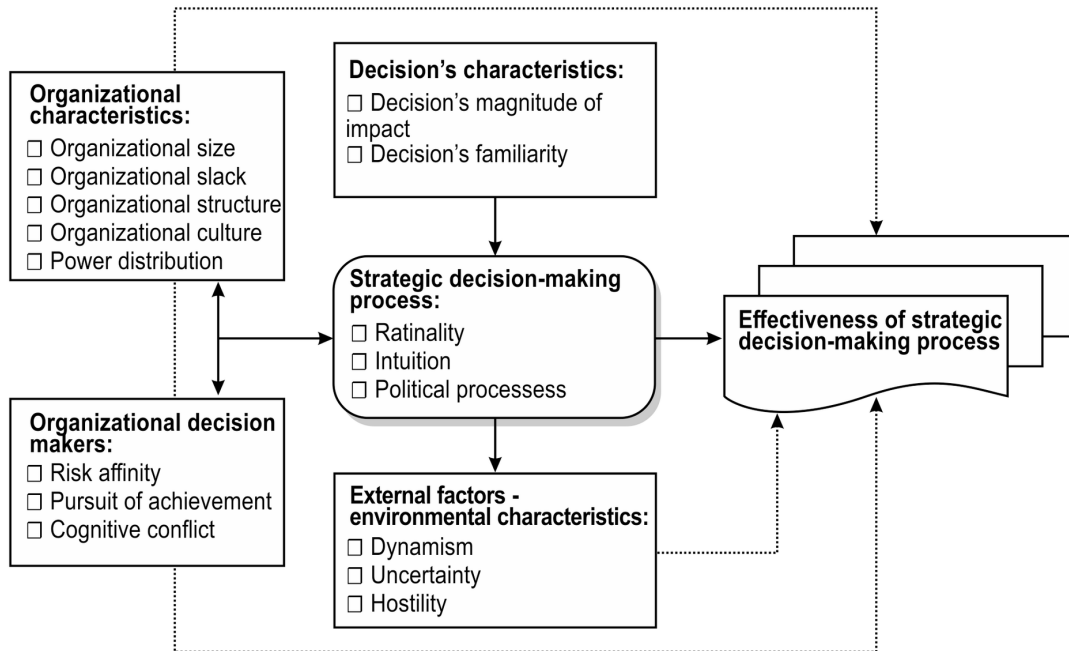 Organizational
characteristics:
☐ Organizational size
☐ Organizational slack
☐ Organizational structure
☐ Organizational culture
☐ Power distribution
Decision’s characteristics:
☐ Decision’s magnitude of
impact
☐ Decision’s familiarity
Strategic decision-making
process:
☐ Ratinality
☐ Intuition
☐ Political processess
Effectiveness of strategic
decision-making process
Organizational decision
makers:
☐ Risk affinity
☐ Pursuit of achievement
☐ Cognitive conflict
External factors -
environmental characteristics:
☐ Dynamism
☐ Uncertainty
☐ Hostility